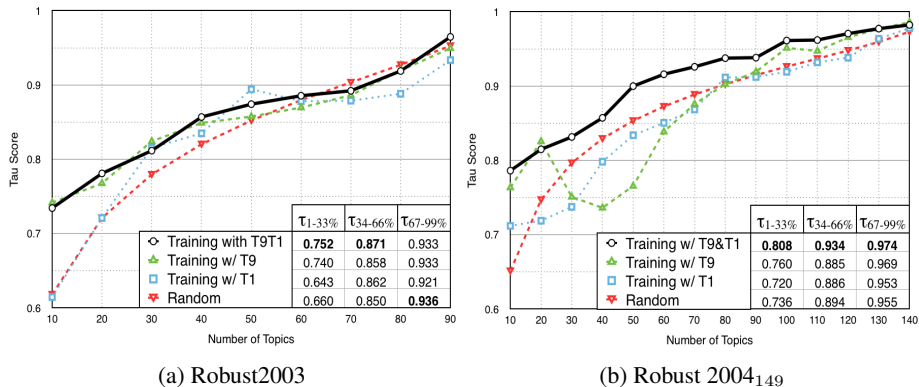 1
0.9
0.8
0.7
0.6
10 20 30 40 50 60 70 80 90
Tau Score
Number of Topics
τ1-33% τ34-66% τ67-99%
Training with T9T1 0.752 0.871 0.933
Training w/ T9 0.740 0.858 0.933
Training w/ T1 0.643 0.862 0.921
Random 0.660 0.850 0.936
(a) Robust2003
1
0.9
0.8
0.7
0.6
10 20 30 40 50 60 70 80 90 100 110 120 130 140
Tau Score
Number of Topics
τ1-33% τ34-66% τ67-99%
Training w/ T9&T1 0.808 0.934 0.974
Training w/ T9 0.760 0.885 0.969
Training w/ T1 0.720 0.886 0.953
Random 0.736 0.894 0.955
(b) Robust 2004149